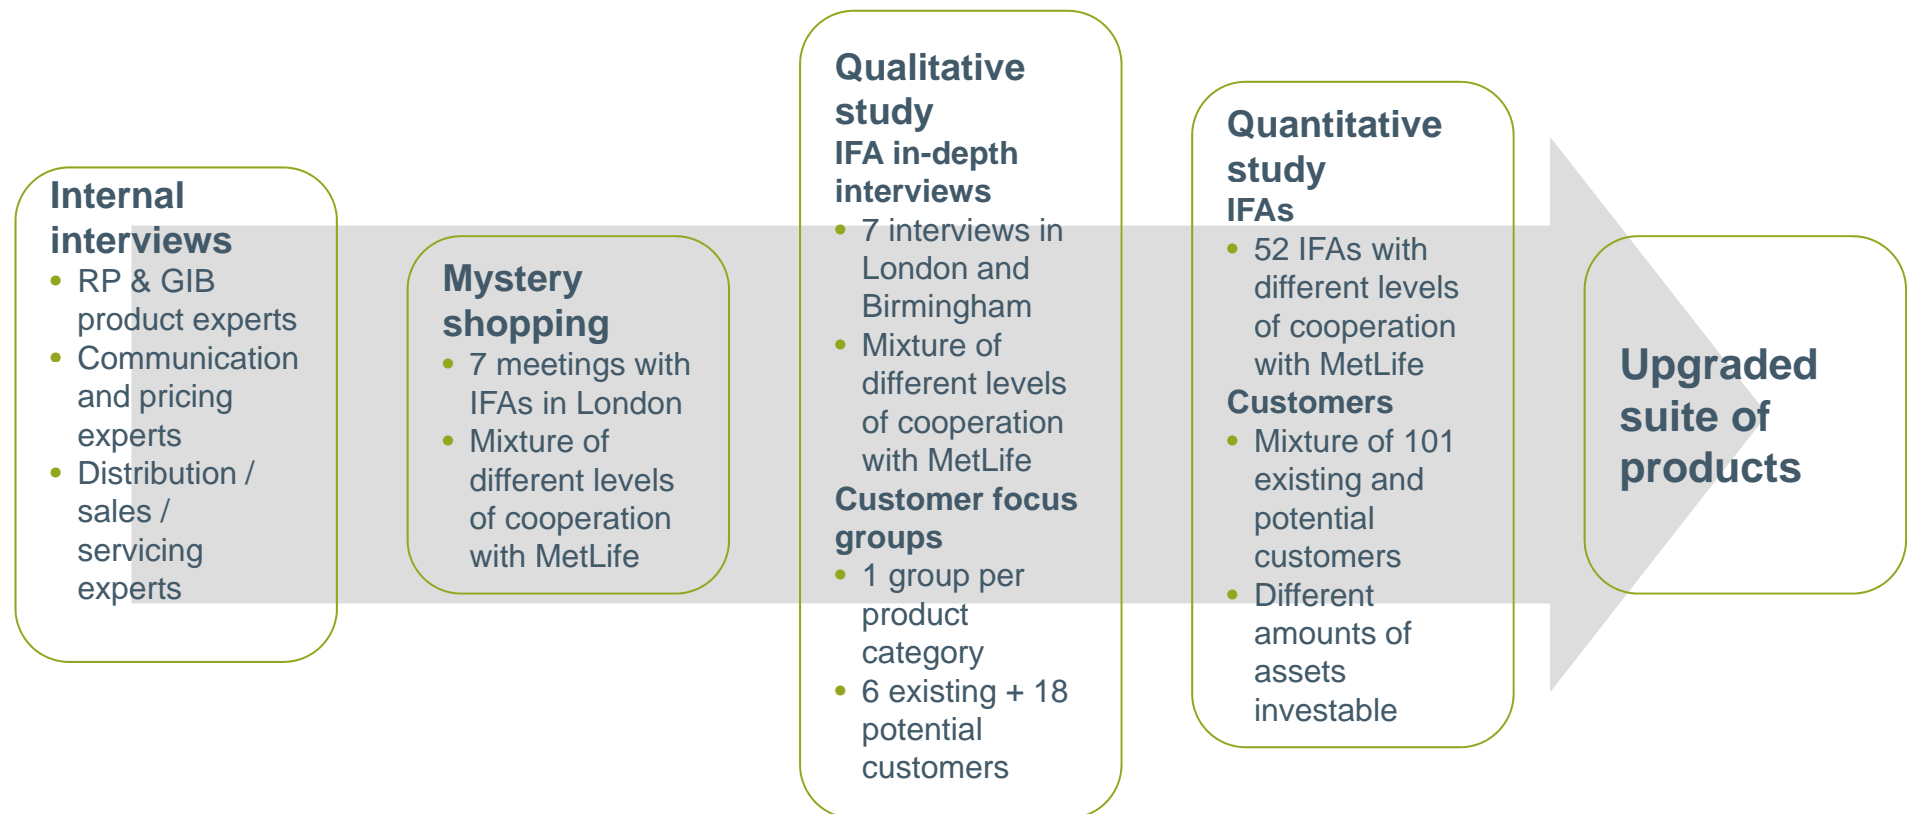 Internal
interviews
• RP & GIB
product experts
• Communication
and pricing
experts
• Distribution /
sales /
servicing
experts
Mystery
shopping
• 7 meetings with
IFAs in London
• Mixture of
different levels
of cooperation
with MetLife
Qualitative
study
IFA in-depth
interviews
• 7 interviews in
London and
Birmingham
• Mixture of
different levels
of cooperation
with MetLife
Customer focus
groups
• 1 group per
product
category
• 6 existing + 18
potential
customers
Quantitative
study
IFAs
• 52 IFAs with
different levels
of cooperation
with MetLife
Customers
• Mixture of 101
existing and
potential
customers
• Different
amounts of
assets
investable
Upgraded
suite of
products